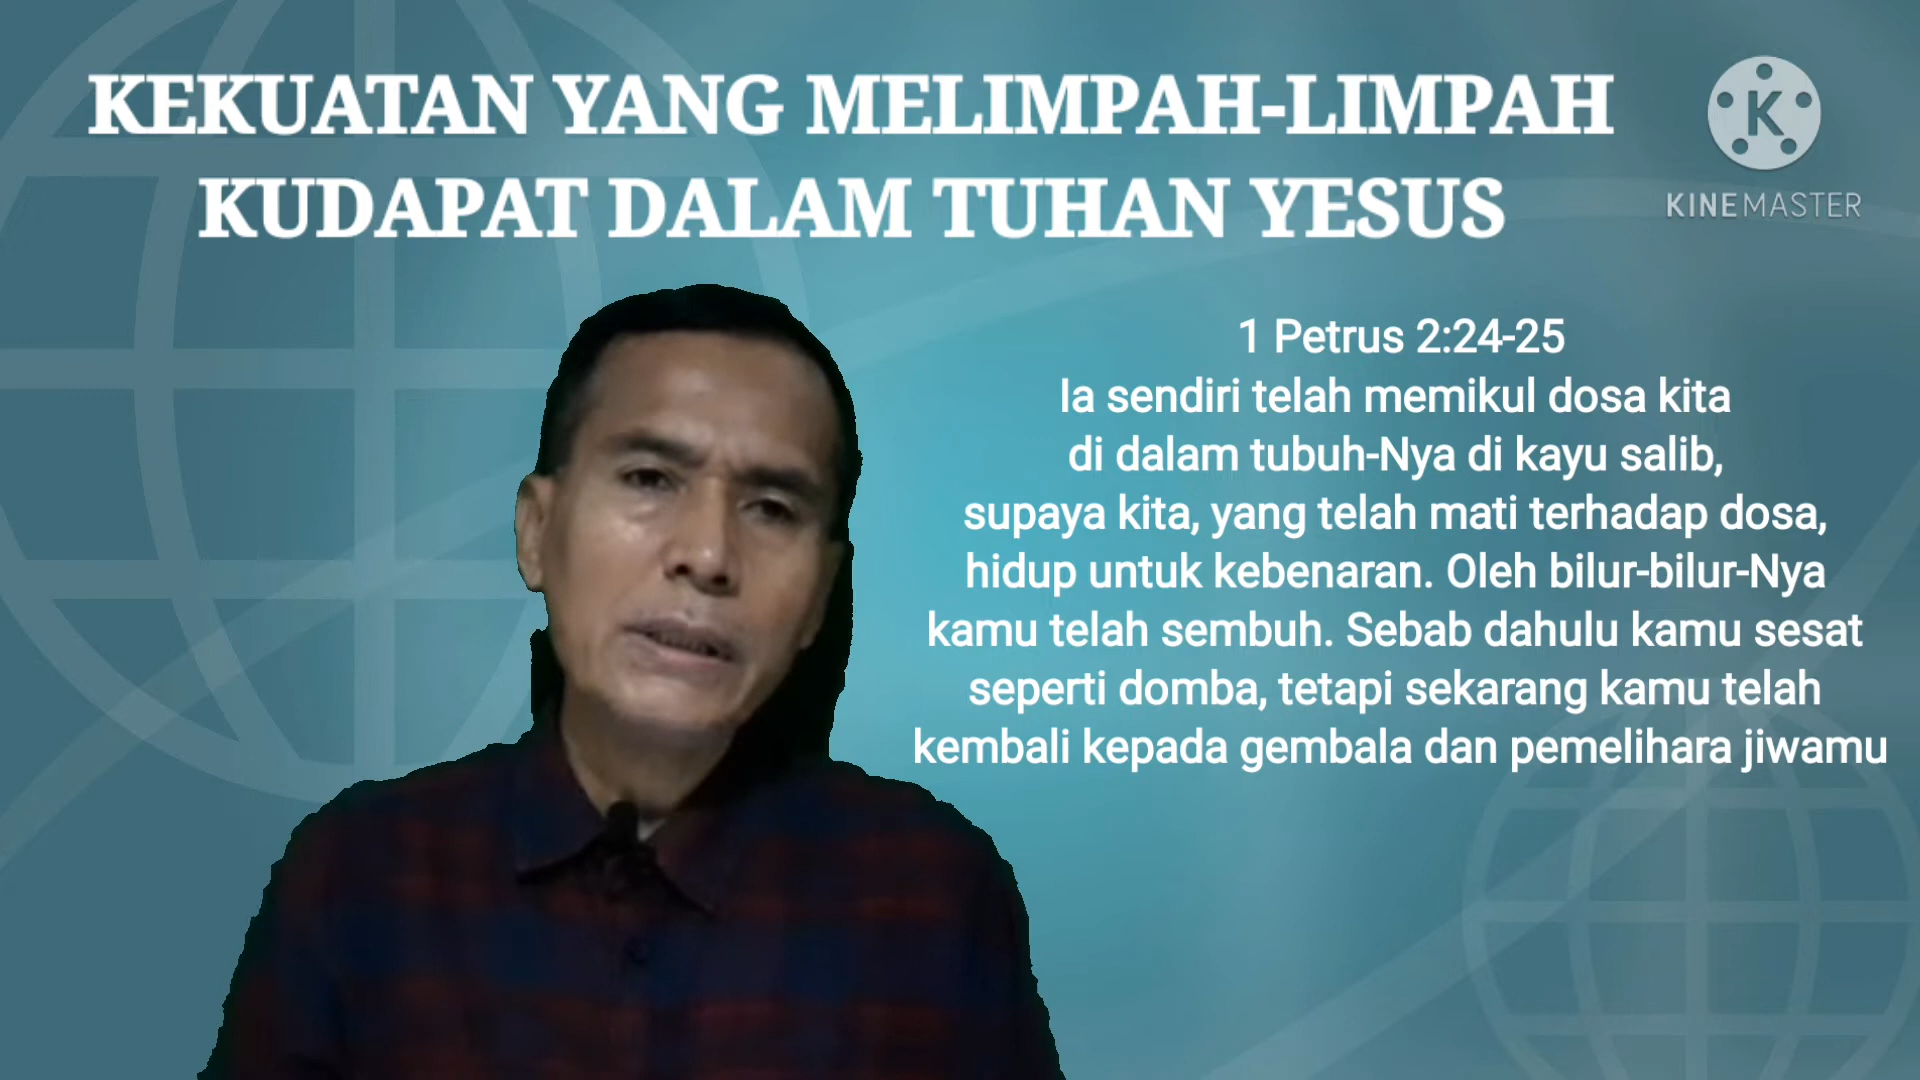 KEKUATAN YANG MELIMPAH-LIMPAH
KUDAPAT DALAM TUHAN YESUS
K
KINEMASTER
1 Petrus 2:24-25
Ia sendiri telah memikul dosa kita
di dalam tubuh-Nya di kayu salib,
supaya kita, yang telah mati terhadap dosa,
hidup untuk kebenaran. Oleh bilur-bilur-Nya
kamu telah sembuh. Sebab dahulu kamu sesat
seperti domba, tetapi sekarang kamu telah
kembali kepada gembala dan pemelihara jiwamu